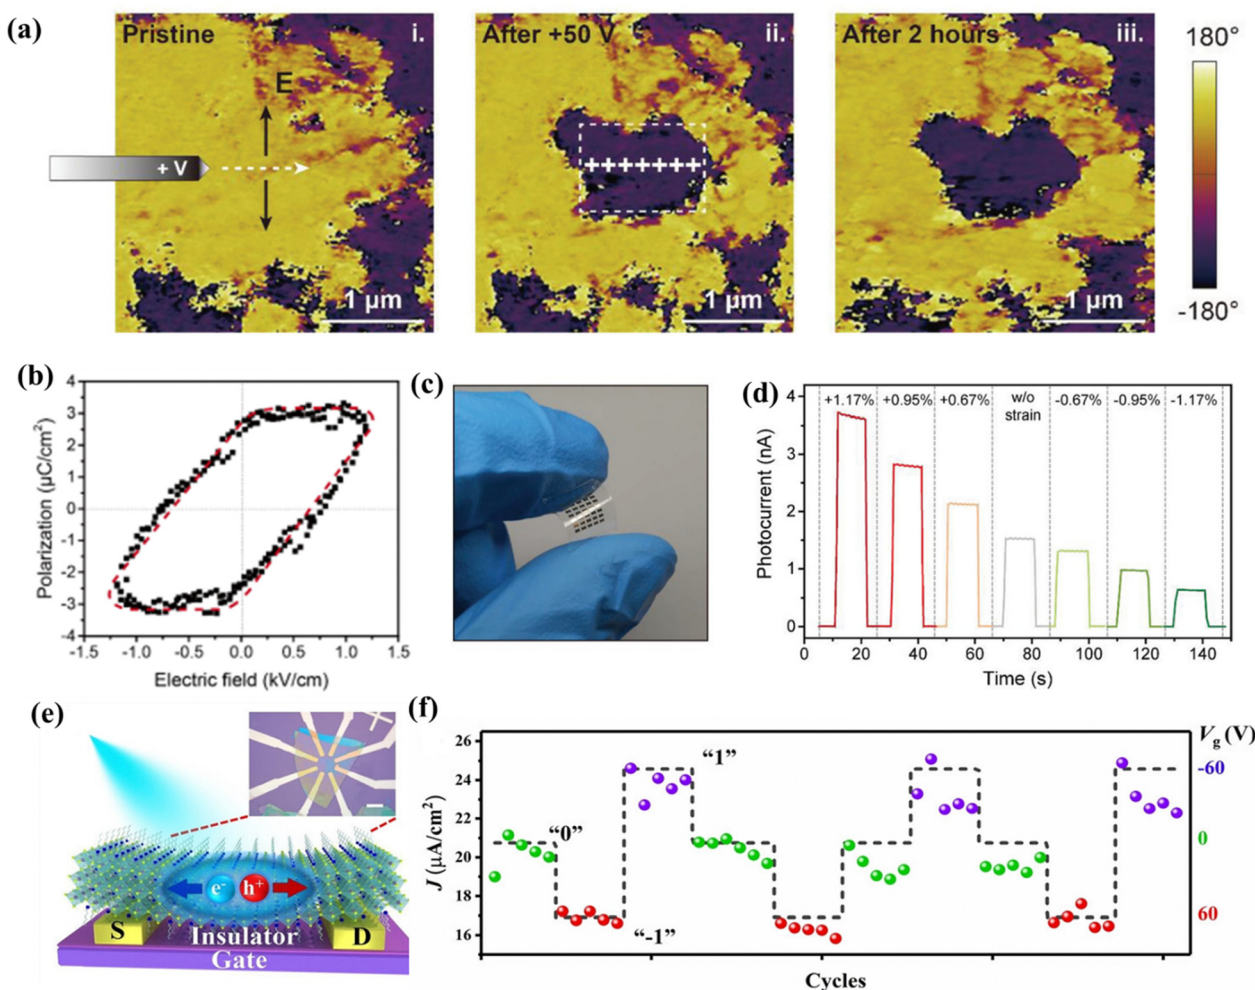 (a)
Pristine
i.
E
+ V
1 μm
After +50 V
ii.
+++++++
1 μm
After 2 hours
iii.
1 μm
180°
-180°
(b)
4
3
2
1
0
-1
-2
-3
-4
Polarization (μC/cm²)
-1.5 -1.0 -0.5 0.0 0.5 1.0 1.5
Electric field (kV/cm)
(c)
(d)
4
3
2
1
0
Photocurrent (nA)
+1.17% +0.95% +0.67% w/o -0.67% -0.95% -1.17%
strain
0 20 40 60 80 100 120 140
Time (s)
(e)
e⁻ h⁺
S
D
Insulator
Gate
(f)
26
24
22
20
18
16
J (μA/cm²)
“0”
“-1”
“1”
Vg (V)
-60
0
60
Cycles